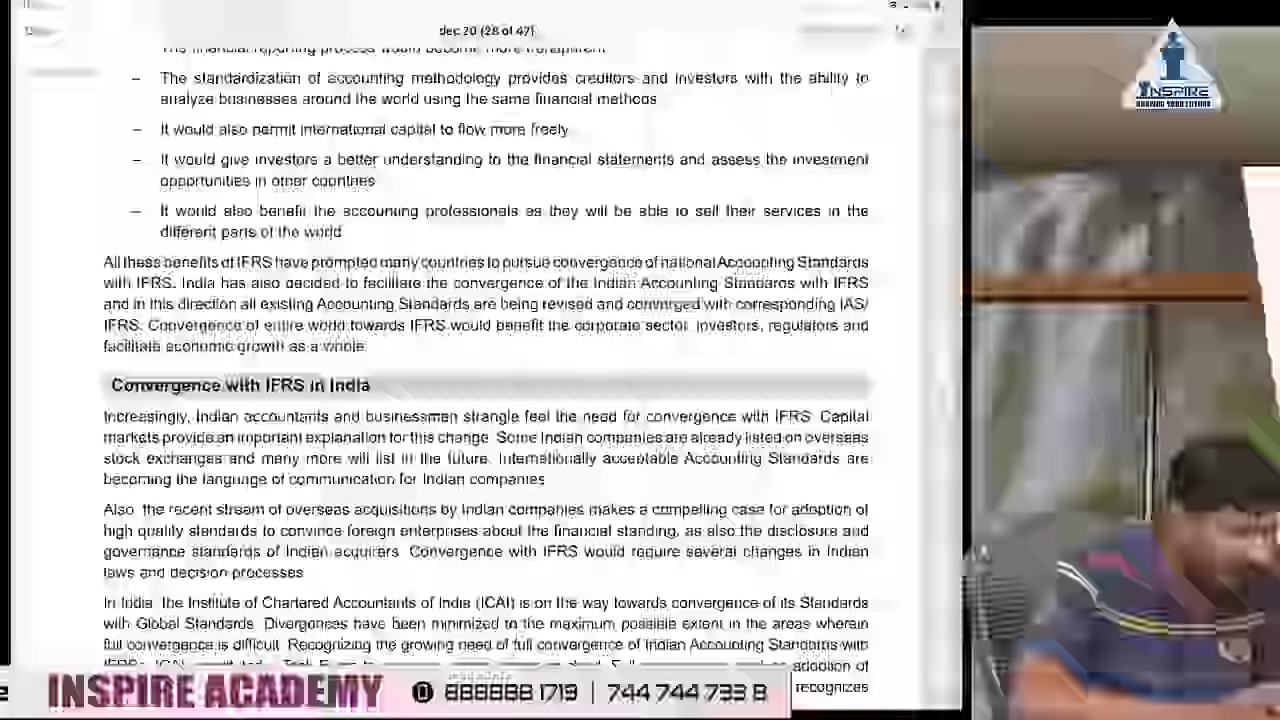 dec 20 (28 of 47)
The financial reporting process would become more transparent
– The standardization of accounting methodology provides creditors and investors with the ability to
analyze businesses around the world using the same financial methods
– It would also permit international capital to flow more freely
– It would give investors a better understanding to the financial statements and assess the investment
opportunities in other countries
– It would also benefit the accounting professionals as they will be able to sell their services in the
different parts of the world
All these benefits of IFRS have prompted many countries to pursue convergence of national Accounting Standards
with IFRS. India has also decided to facilitate the convergence of the Indian Accounting Standards with IFRS
and in this direction all existing Accounting Standards are being revised and converged with corresponding IAS/
IFRS. Convergence of entire world towards IFRS would benefit the corporate sector, investors, regulators and
facilitate economic growth as a whole.
Convergence with IFRS in India
Increasingly, Indian accountants and businessmen strangle feel the need for convergence with IFRS. Capital
markets provide an important explanation for this change. Some Indian companies are already listed on overseas
stock exchanges and many more will list in the future. Internationally acceptable Accounting Standards are
becoming the language of communication for Indian companies
Also, the recent stream of overseas acquisitions by Indian companies makes a compelling case for adoption of
high quality standards to convince foreign enterprises about the financial standing, as also the disclosure and
governance standards of Indian acquirers. Convergence with IFRS would require several changes in Indian
laws and decision processes
In India, the Institute of Chartered Accountants of India (ICAI) is on the way towards convergence of its Standards
with Global Standards. Divergences have been minimized to the maximum possible extent in the areas wherein
full convergence is difficult. Recognizing the growing need of full convergence of Indian Accounting Standards with
adoption of
recognizes
INSPIRE
INSPIRE ACADEMY 888888 1719 | 744 744 733 8